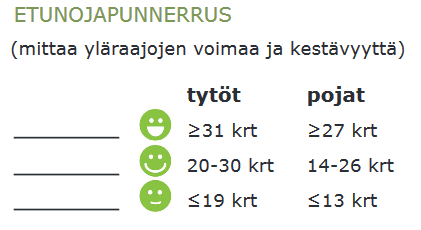 ETUNOJAPUNNERRUS
(mittaa yläraajojen voimaa ja kestävyyttä)
tytöt pojat
≥31 krt ≥27 krt
20-30 krt 14-26 krt
≤19 krt ≤13 krt